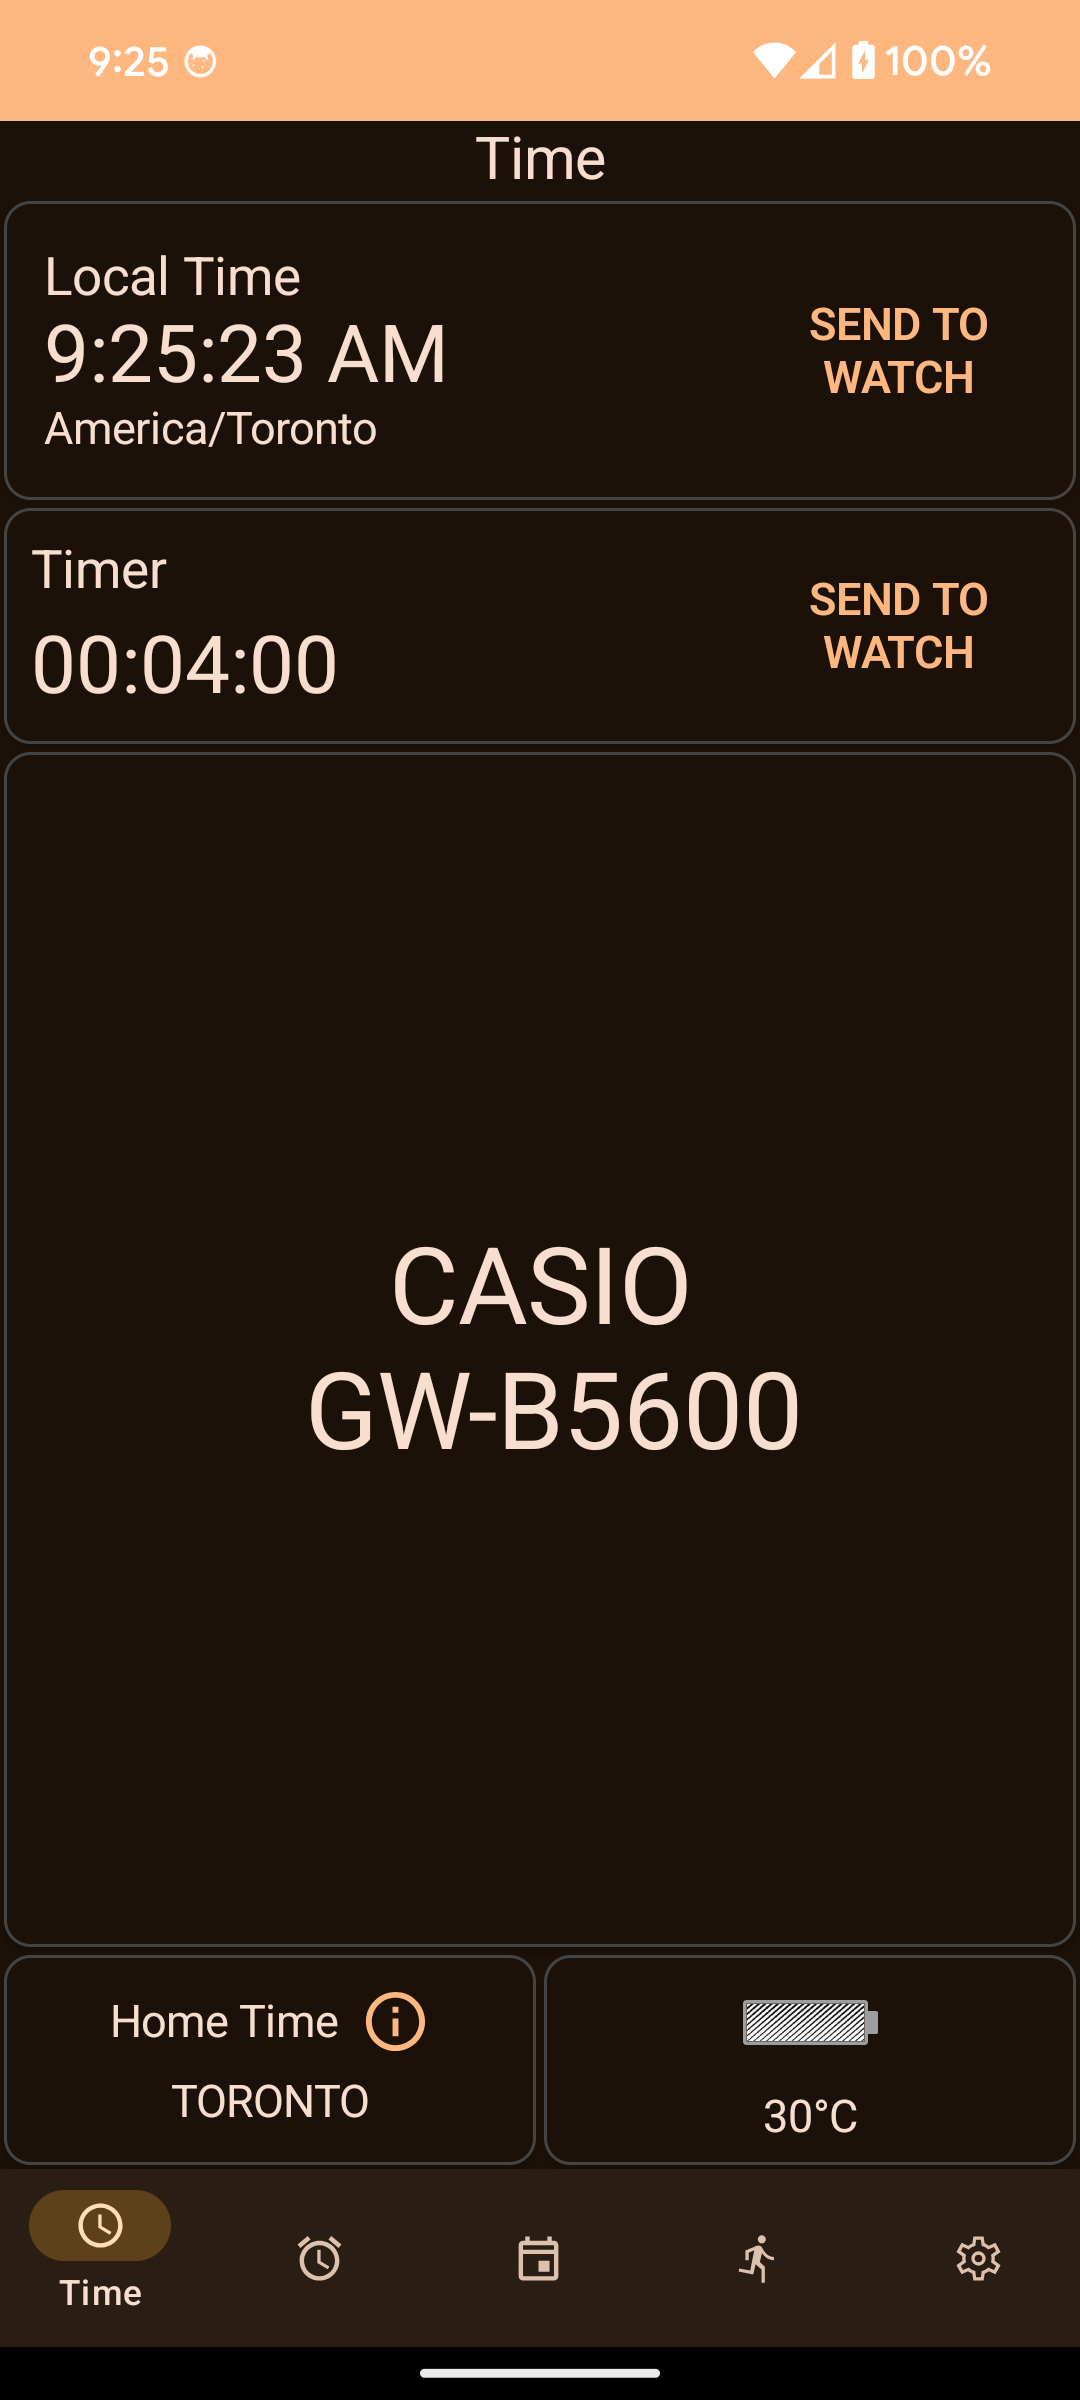 9:25
100%
Time
Local Time
9:25:23 AM
America/Toronto
SEND TO
WATCH
Timer
00:04:00
SEND TO
WATCH
CASIO
GW-B5600
Home Time
TORONTO
30°C
Time